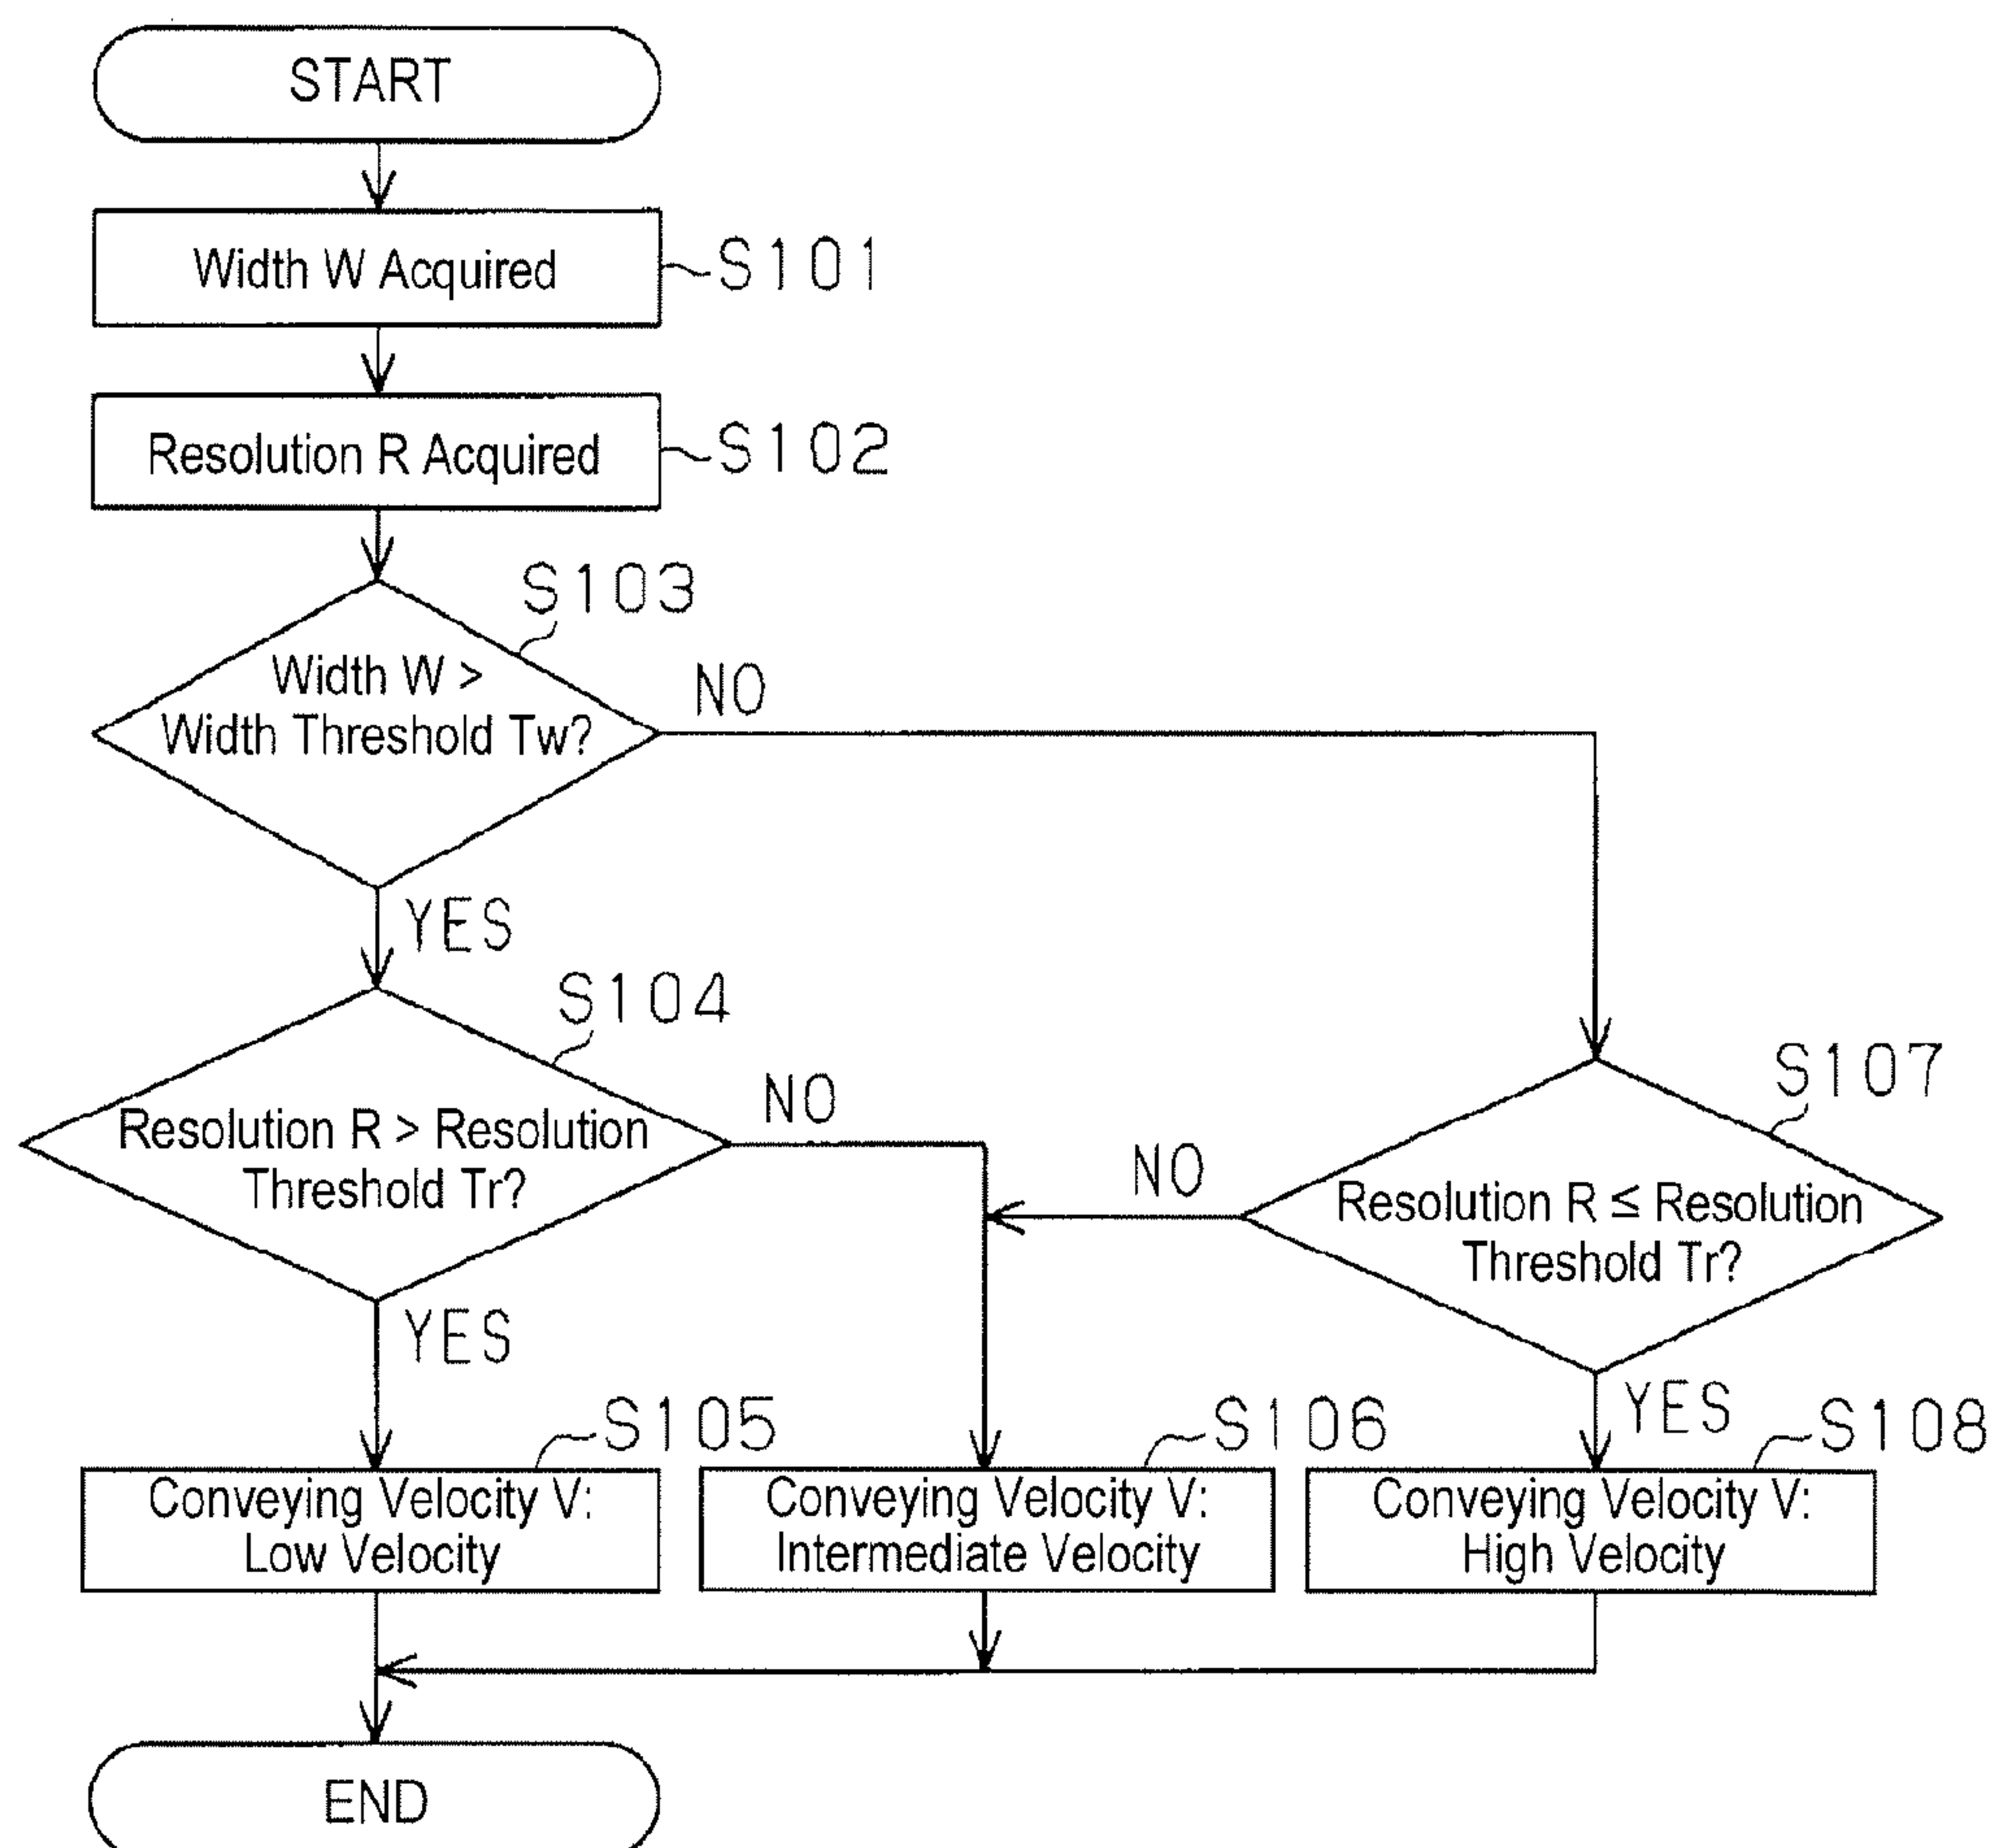 START
Width W Acquired
S101
Resolution R Acquired
S102
S103
Width W >
Width Threshold Tw?
NO
YES
S104
Resolution R > Resolution
Threshold Tr?
NO
YES
S107
Resolution R ≤ Resolution
Threshold Tr?
NO
YES
S105
Conveying Velocity V:
Low Velocity
S106
Conveying Velocity V:
Intermediate Velocity
S108
Conveying Velocity V:
High Velocity
END